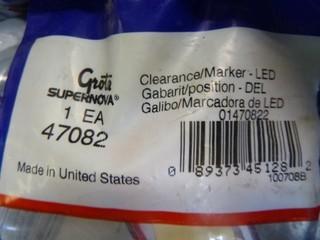 Grote
SUPERNOVA®
1 EA
47082
Clearance/Marker - LED
Gabarit/position - DEL
Galibo/Marcadora de LED
01470822
Made in United States
0 89373 45128 2
100708B